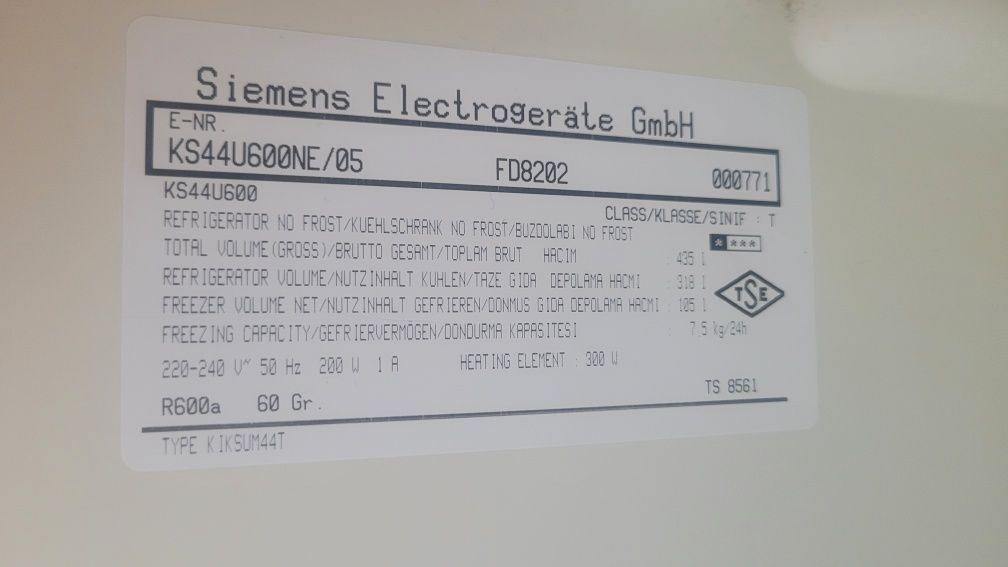 Siemens Electrogeräte GmbH
E-NR.
KS44U600NE/05 FD8202 000771
KS44U600
CLASS/KLASSE/SINIF : T
REFRIGERATOR NO FROST/KUEHLSCHRANK NO FROST/BUZDOLABI NO FROST
****
TOTAL VOLUME(GROSS)/BRUTTO GESAMT/TOPLAM BRUT HACIM : 435 l
REFRIGERATOR VOLUME/NUTZINHALT KUHLEN/TAZE GIDA DEPOLAMA HACMI : 318 l
FREEZER VOLUME NET/NUTZINHALT GEFRIEREN/DONMUS GIDA DEPOLAMA HACMI : 105 l
TSE
FREEZING CAPACITY/GEFRIERVERMÖGEN/DONDURMA KAPASITESI : 7.5 kg/24h
220-240 V~ 50 Hz 200 W 1 A HEATING ELEMENT : 300 W
R600a 60 Gr. TS 8561
TYPE KIKSUM44T